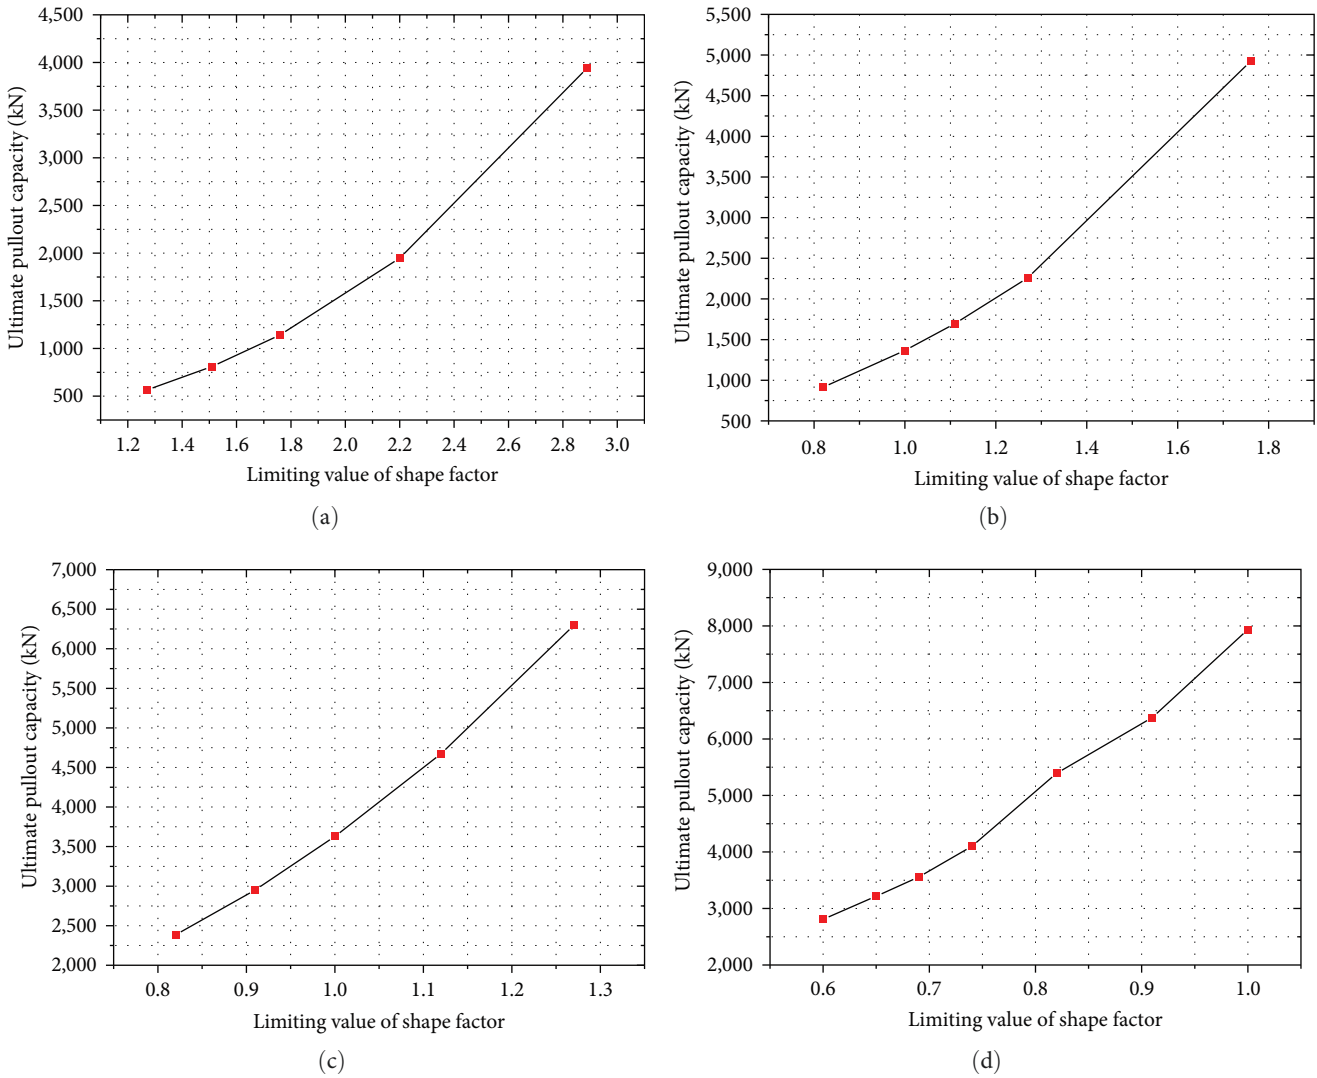 Ultimate pullout capacity (kN)
4,500
4,000
3,500
3,000
2,500
2,000
1,500
1,000
500
1.2 1.4 1.6 1.8 2.0 2.2 2.4 2.6 2.8 3.0
Limiting value of shape factor
(a)
Ultimate pullout capacity (kN)
5,500
5,000
4,500
4,000
3,500
3,000
2,500
2,000
1,500
1,000
500
0.8 1.0 1.2 1.4 1.6 1.8
Limiting value of shape factor
(b)
Ultimate pullout capacity (kN)
7,000
6,500
6,000
5,500
5,000
4,500
4,000
3,500
3,000
2,500
2,000
0.8 0.9 1.0 1.1 1.2 1.3
Limiting value of shape factor
(c)
Ultimate pullout capacity (kN)
9,000
8,000
7,000
6,000
5,000
4,000
3,000
2,000
0.6 0.7 0.8 0.9 1.0
Limiting value of shape factor
(d)